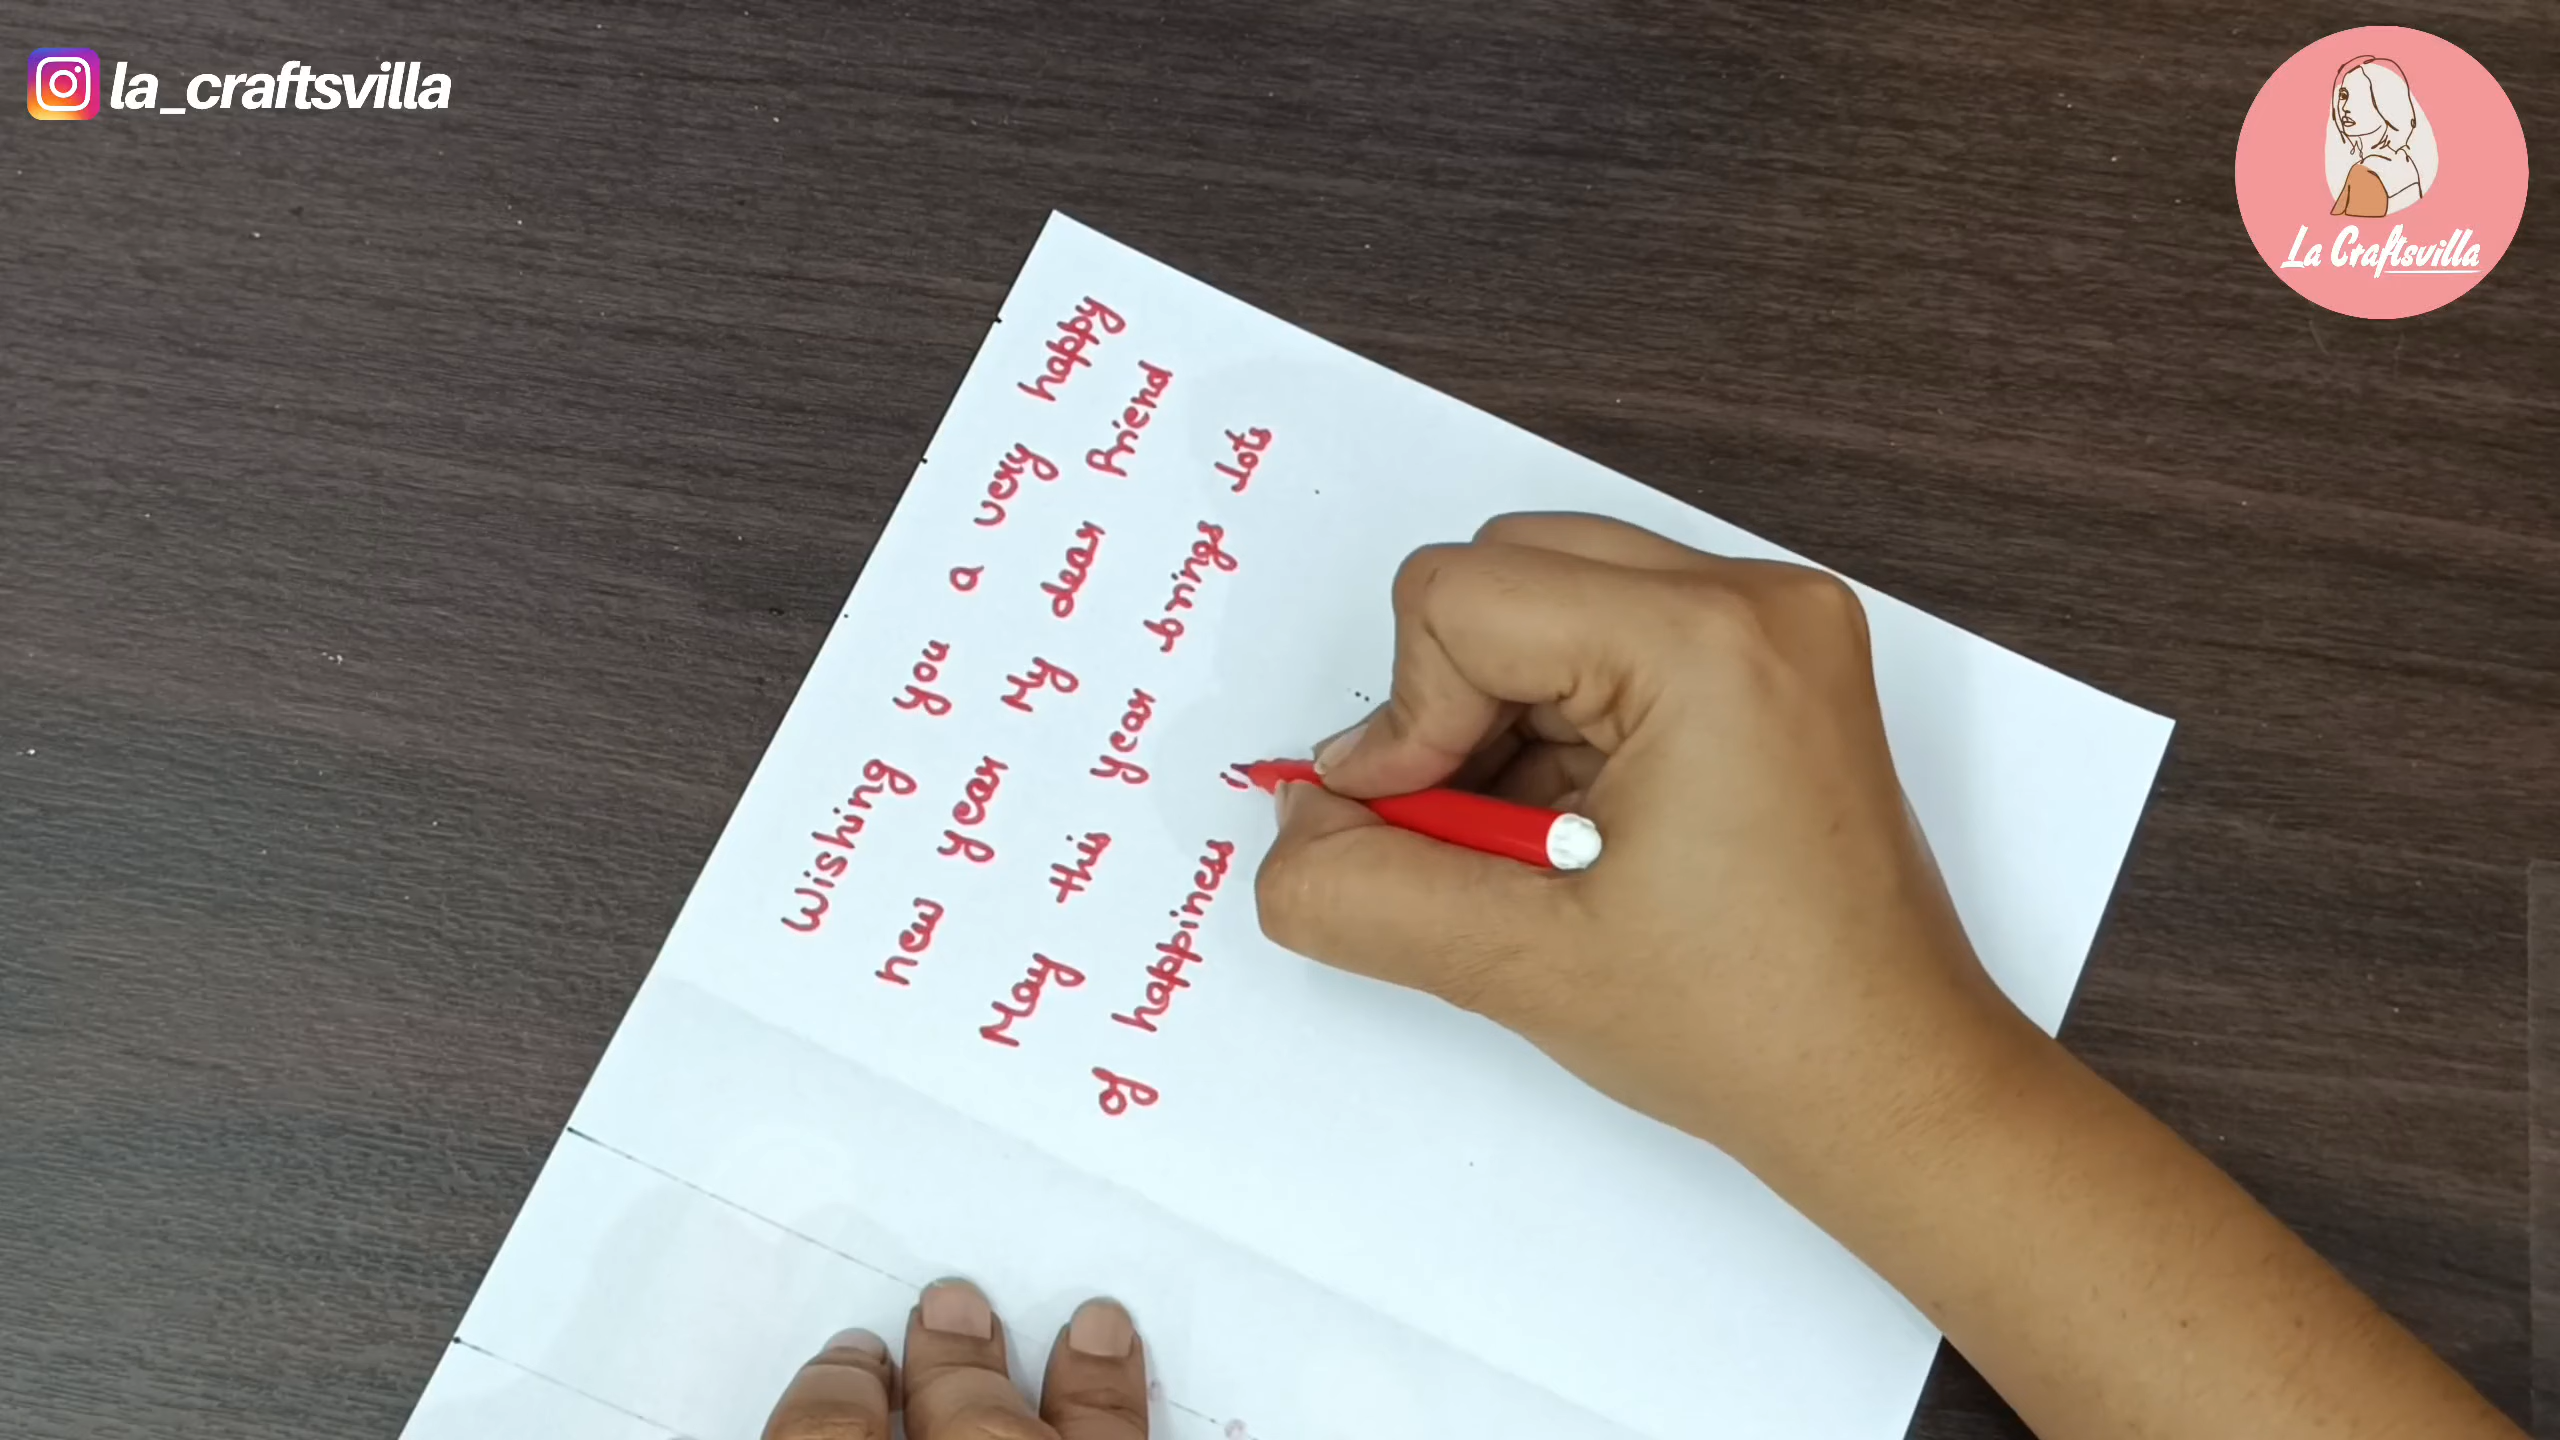 la_craftsvilla
La Craftsvilla
Wishing you a very happy
new year My dear friend
May this year brings lots
of happiness i